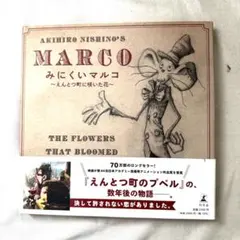 AKIHIRO NISHINO'S
MARCO
みにくいマルコ
～えんとつ町に咲いた花～
THE FLOWERS
THAT BLOOMED
70万部のロングセラー!
『えんとつ町のプペル』の、
数年後の物語。
決して許されない恋がありました。